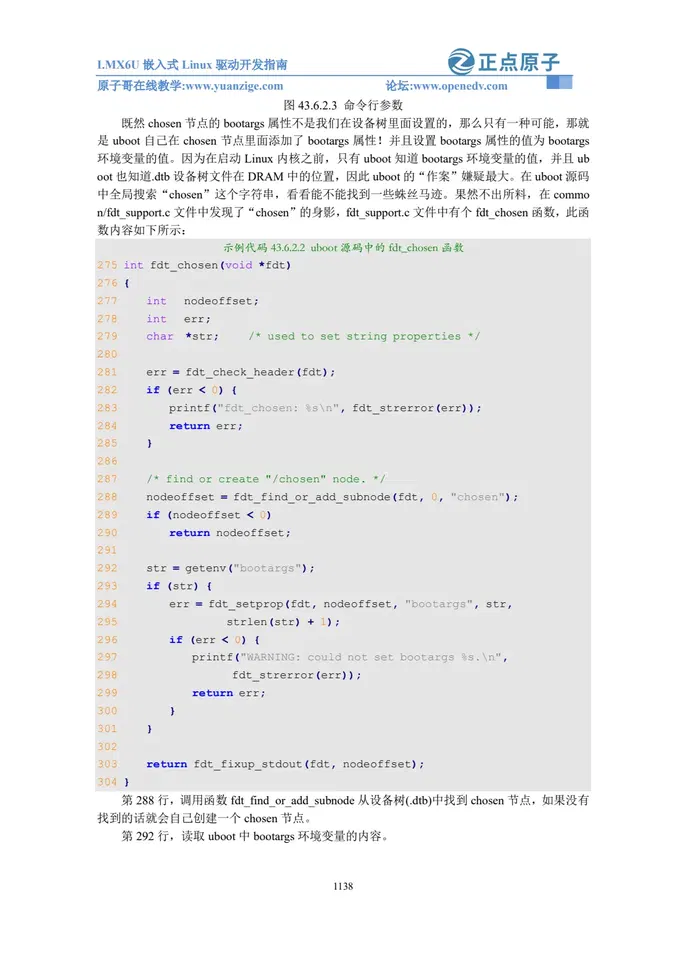 I.MX6U 嵌入式 Linux 驱动开发指南
正点原子
原子哥在线教学:www.yuanzige.com 论坛:www.openedv.com
图 43.6.2.3 命令行参数
既然 chosen 节点的 bootargs 属性不是我们在设备树里面设置的，那么只有一种可能，那就
是 uboot 自己在 chosen 节点里面添加了 bootargs 属性！并且设置 bootargs 属性的值为 bootargs
环境变量的值。因为在启动 Linux 内核之前，只有 uboot 知道 bootargs 环境变量的值，并且 ub
oot 也知道.dtb 设备树文件在 DRAM 中的位置，因此 uboot 的“作案”嫌疑最大。在 uboot 源码
中全局搜索“chosen”这个字符串，看看能不能找到一些蛛丝马迹。果然不出所料，在 commo
n/fdt_support.c 文件中发现了“chosen”的身影，fdt_support.c 文件中有个 fdt_chosen 函数，此函
数内容如下所示：
示例代码 43.6.2.2 uboot 源码中的 fdt_chosen 函数
275 int fdt_chosen(void *fdt)
276 {
277     int   nodeoffset;
278     int   err;
279     char  *str;     /* used to set string properties */
280
281     err = fdt_check_header(fdt);
282     if (err < 0) {
283         printf("fdt_chosen: %s\n", fdt_strerror(err));
284         return err;
285     }
286
287     /* find or create "/chosen" node. */
288     nodeoffset = fdt_find_or_add_subnode(fdt, 0, "chosen");
289     if (nodeoffset < 0)
290         return nodeoffset;
291
292     str = getenv("bootargs");
293     if (str) {
294         err = fdt_setprop(fdt, nodeoffset, "bootargs", str,
295                   strlen(str) + 1);
296         if (err < 0) {
297             printf("WARNING: could not set bootargs %s.\n",
298                    fdt_strerror(err));
299             return err;
300         }
301     }
302
303     return fdt_fixup_stdout(fdt, nodeoffset);
304 }
第 288 行，调用函数 fdt_find_or_add_subnode 从设备树(.dtb)中找到 chosen 节点，如果没有
找到的话就会自己创建一个 chosen 节点。
第 292 行，读取 uboot 中 bootargs 环境变量的内容。
1138